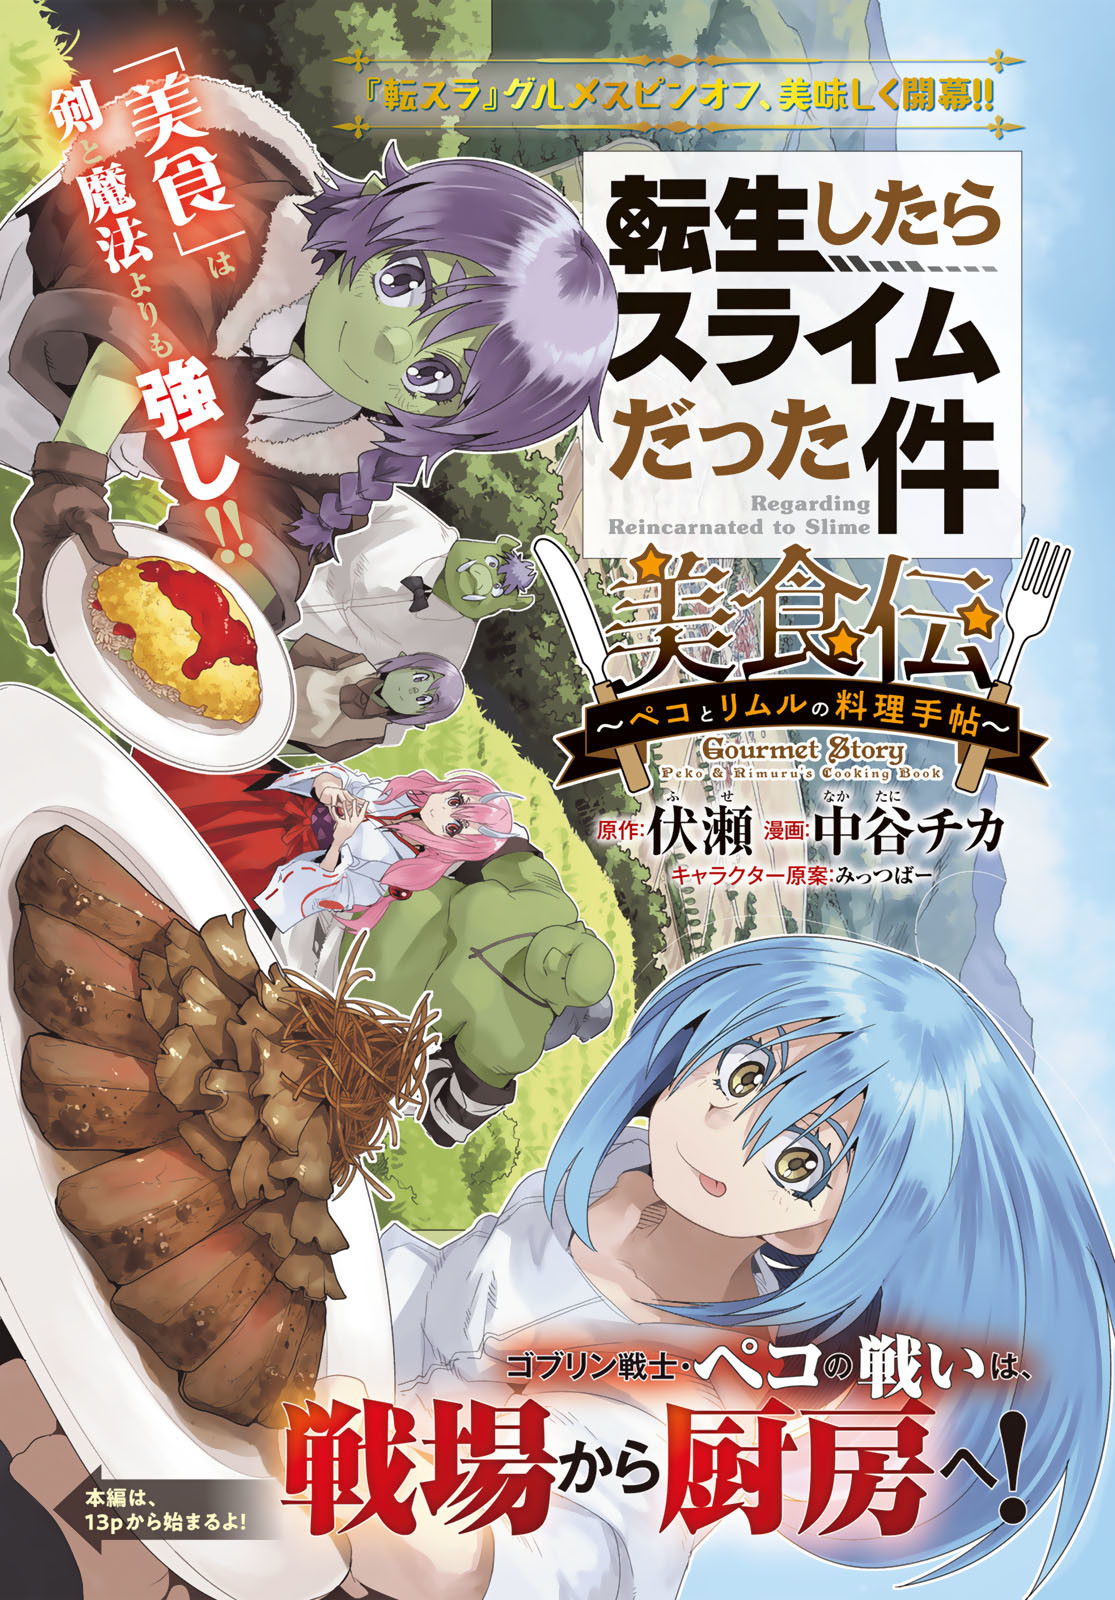 『転スラ』グルメスピンオフ、美味しく開幕!!
「美食」は
剣と魔法よりも強し!!
転生したら
スライム
だった件
Regarding
Reincarnated to Slime
美食伝
～ペコとリムルの料理手帖～
Gourmet Story
Peko & Rimuru's Cooking Book
ふせ なかたに
原作:伏瀬 漫画:中谷チカ
キャラクター原案:みっつばー
ゴブリン戦士・ペコの戦いは、
戦場から厨房へ!
本編は、
13pから始まるよ!